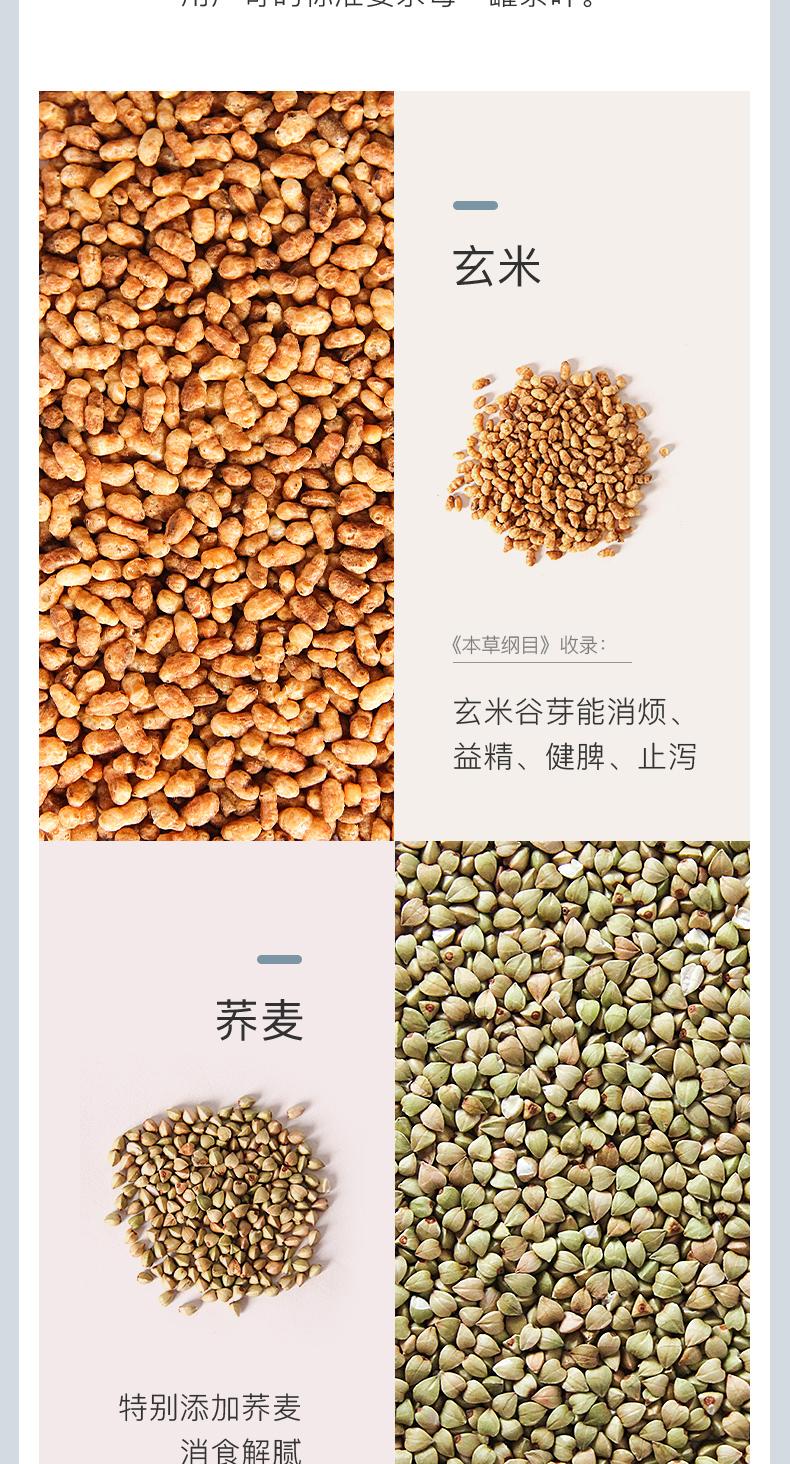 玄米
《本草纲目》收录：
玄米谷芽能消烦、
益精、健脾、止泻
荞麦
特别添加荞麦
消食解腻